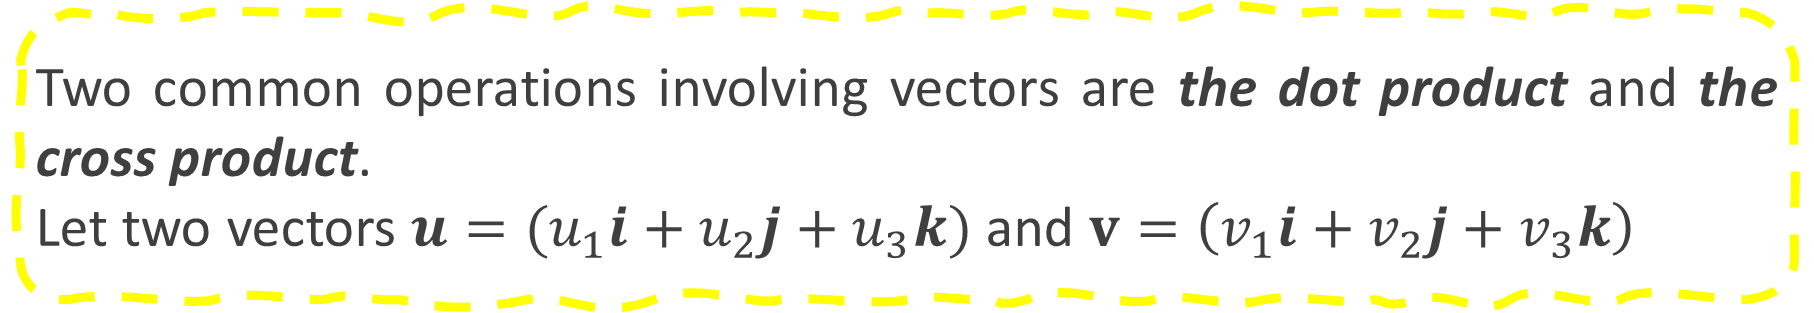 Two common operations involving vectors are the dot product and the
cross product.
Let two vectors 𝒖 = (𝑢₁𝒊 + 𝑢₂𝒋 + 𝑢₃𝒌) and 𝐯 = (𝑣₁𝒊 + 𝑣₂𝒋 + 𝑣₃𝒌)